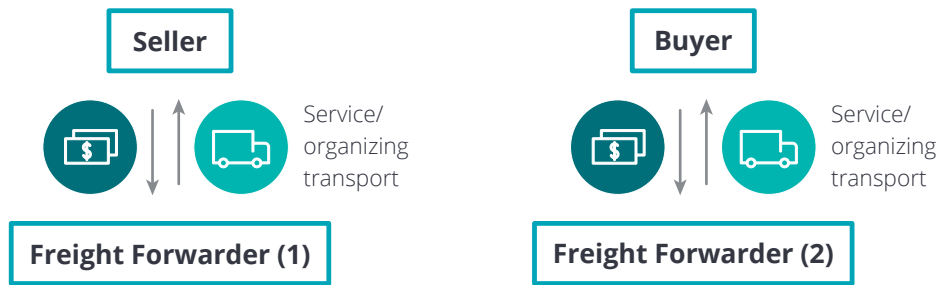 Seller
$
Service/
organizing
transport
Freight Forwarder (1)
Buyer
$
Service/
organizing
transport
Freight Forwarder (2)